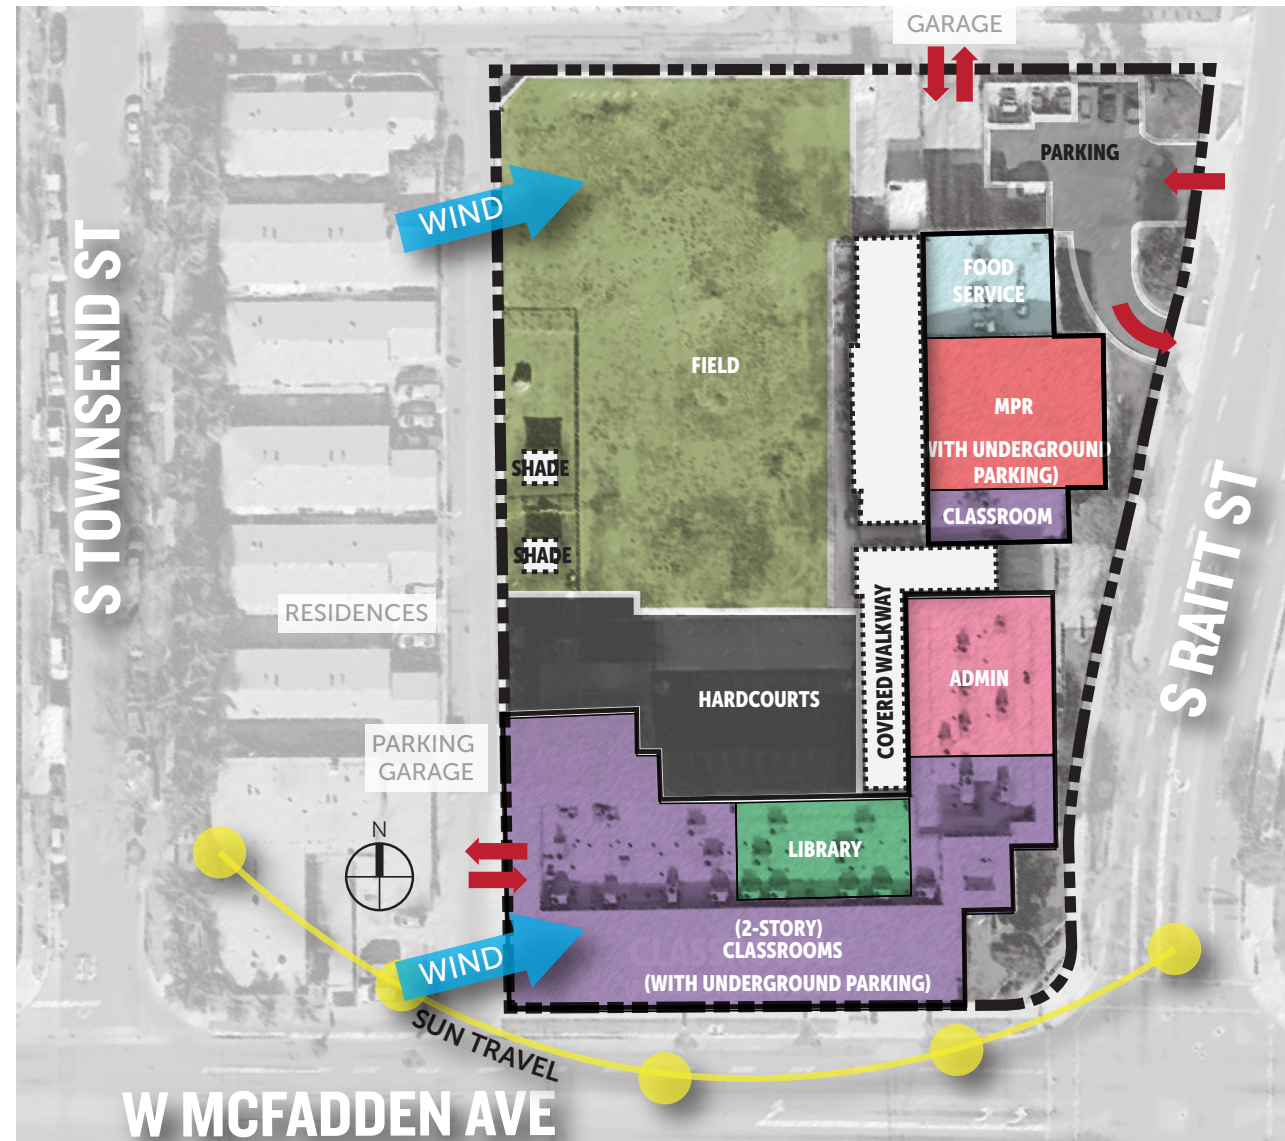 GARAGE
PARKING
WIND
FOOD
SERVICE
S TOWNSEND ST
FIELD
MPR
WITH UNDERGROUND
PARKING)
SHADE
CLASSROOM
SHADE
S RAITT ST
RESIDENCES
COVERED WALKWAY
ADMIN
HARDCOURTS
PARKING
GARAGE
N
LIBRARY
(2-STORY)
CLASSROOMS
WIND
(WITH UNDERGROUND PARKING)
SUN TRAVEL
W MCFADDEN AVE